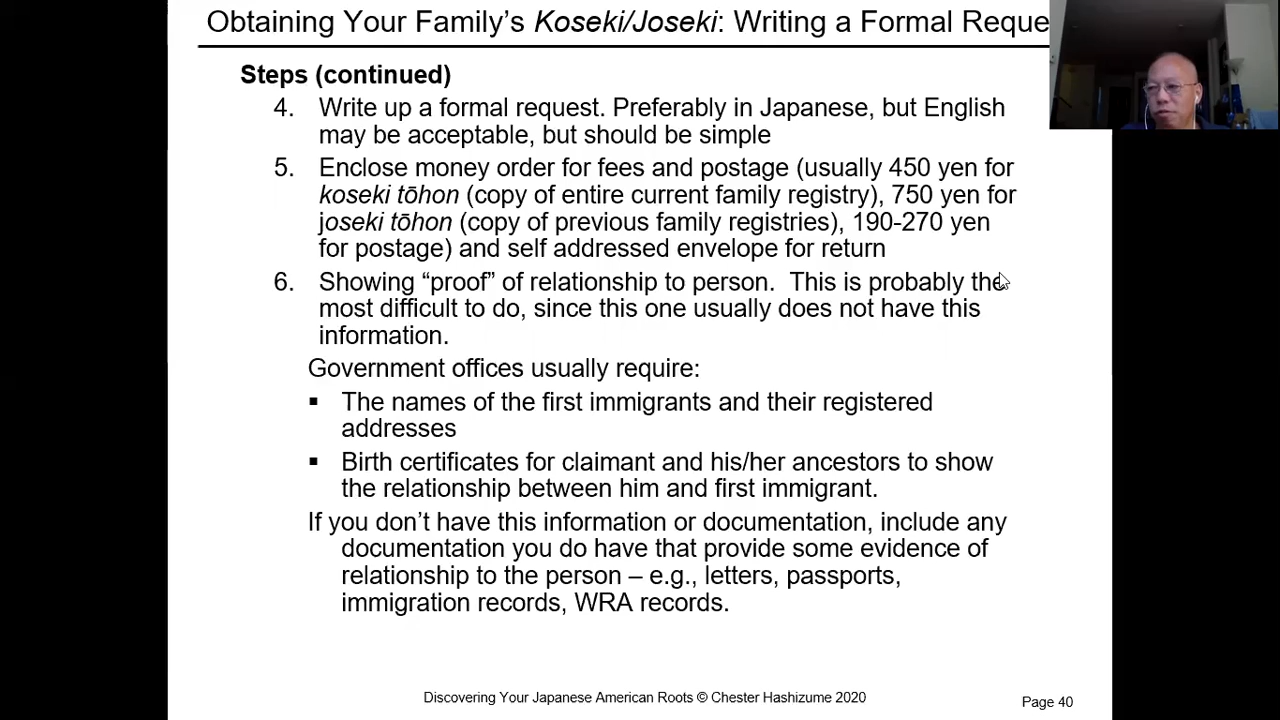 Obtaining Your Family's Koseki/Joseki: Writing a Formal Reque
Steps (continued)
4. Write up a formal request. Preferably in Japanese, but English
may be acceptable, but should be simple
5. Enclose money order for fees and postage (usually 450 yen for
koseki tōhon (copy of entire current family registry), 750 yen for
joseki tōhon (copy of previous family registries), 190-270 yen
for postage) and self addressed envelope for return
6. Showing “proof” of relationship to person. This is probably the
most difficult to do, since this one usually does not have this
information.
Government offices usually require:
▪ The names of the first immigrants and their registered
addresses
▪ Birth certificates for claimant and his/her ancestors to show
the relationship between him and first immigrant.
If you don't have this information or documentation, include any
documentation you do have that provide some evidence of
relationship to the person – e.g., letters, passports,
immigration records, WRA records.
Discovering Your Japanese American Roots © Chester Hashizume 2020
Page 40